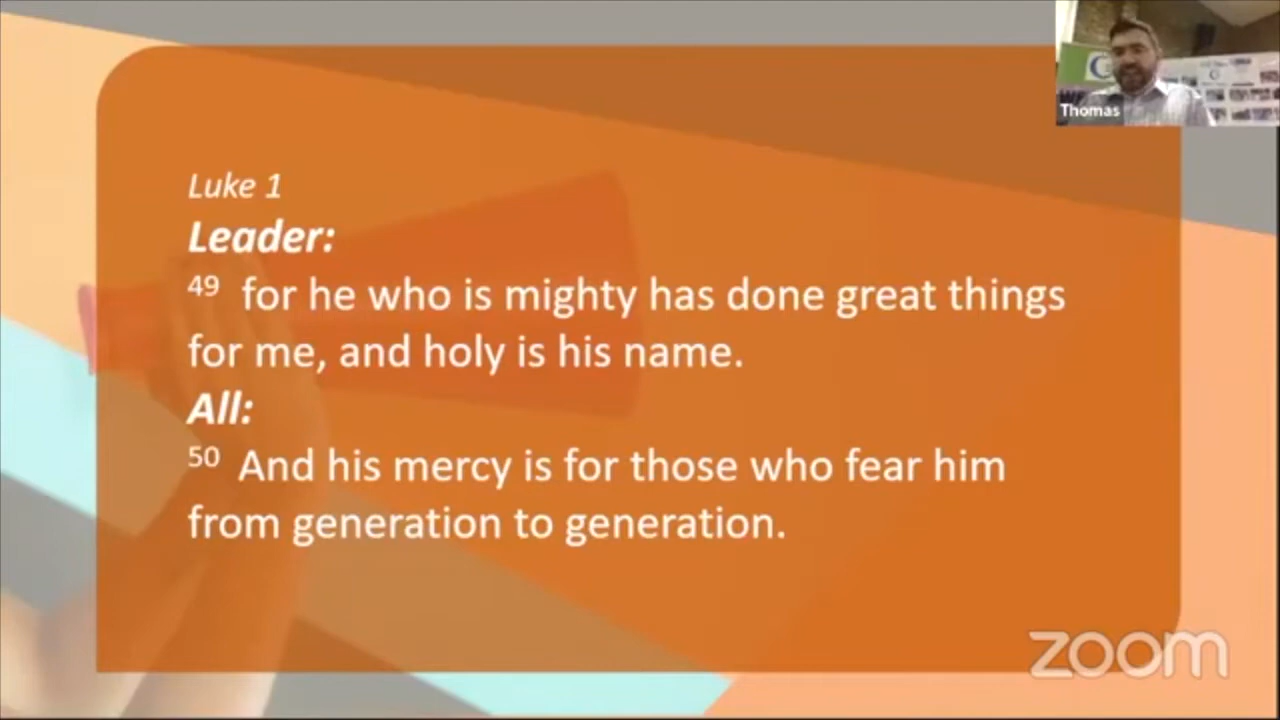 Thomas
Luke 1
Leader:
49 for he who is mighty has done great things
for me, and holy is his name.
All:
50 And his mercy is for those who fear him
from generation to generation.
zoom